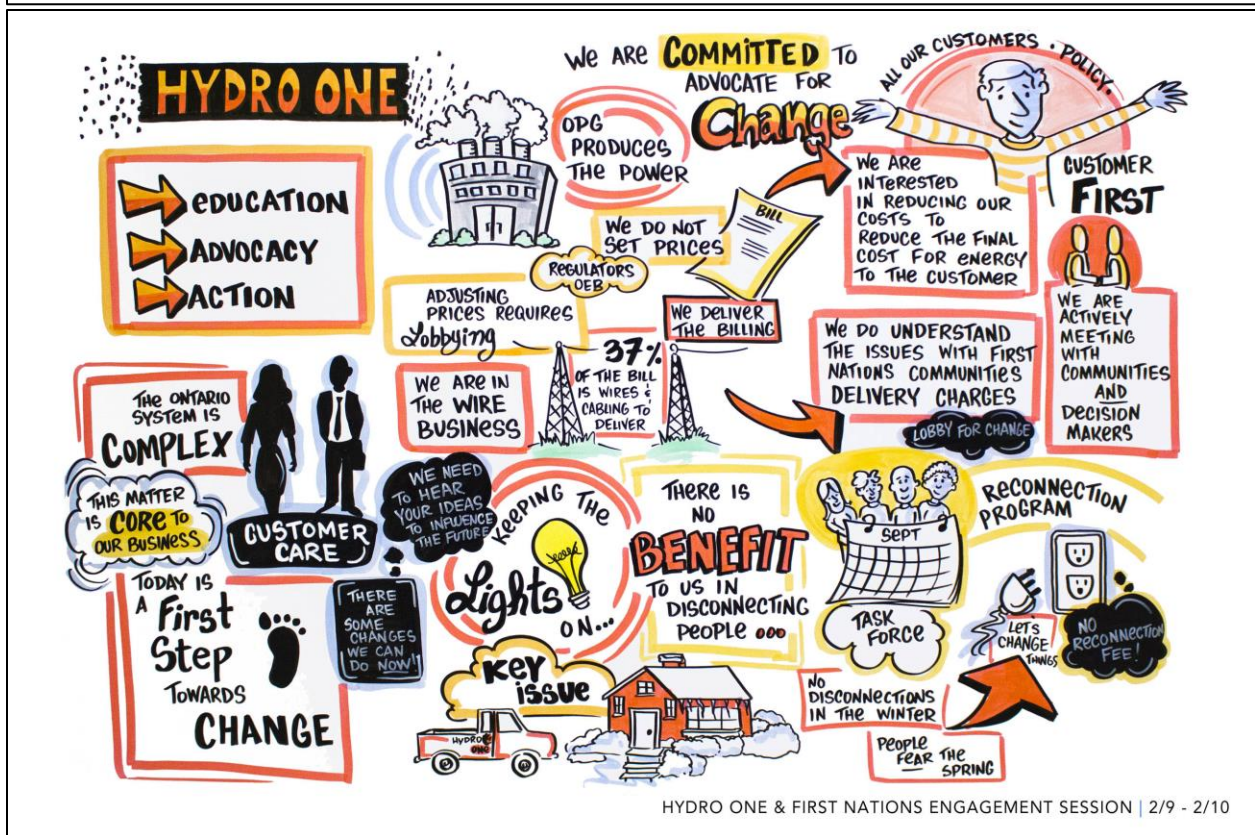 HYDRO ONE
EDUCATION
ADVOCACY
ACTION
OPG
PRODUCES
THE POWER
WE ARE COMMITTED TO
ADVOCATE FOR
Change
ALL OUR CUSTOMERS • POLICY •
CUSTOMER
FIRST
WE DO NOT
SET PRICES
BILL
REGULATORS
OEB
ADJUSTING
PRICES REQUIRES
Lobbying
WE DELIVER
THE BILLING
WE ARE
INTERESTED
IN REDUCING OUR
COSTS TO
REDUCE THE FINAL
COST FOR ENERGY
TO THE CUSTOMER
WE ARE
ACTIVELY
MEETING
WITH
COMMUNITIES
AND
DECISION
MAKERS
WE DO UNDERSTAND
THE ISSUES WITH FIRST
NATIONS COMMUNITIES
DELIVERY CHARGES
LOBBY FOR CHANGE
WE ARE IN
THE WIRE
BUSINESS
37%
OF THE BILL
IS WIRES &
CABLING TO
DELIVER
THE ONTARIO
SYSTEM IS
COMPLEX
THIS MATTER
IS CORE TO
OUR BUSINESS
CUSTOMER
CARE
WE NEED
TO HEAR
YOUR IDEAS
TO INFLUENCE
THE FUTURE
THERE
ARE
SOME
CHANGES
WE CAN
DO NOW!
TODAY IS
A First
Step
TOWARDS
CHANGE
KEEPING THE
Lights
ON...
KEY
ISSUE
HYDRO
ONE
THERE IS
NO
BENEFIT
TO US IN
DISCONNECTING
PEOPLE ...
SEPT
TASK
FORCE
RECONNECTION
PROGRAM
LET'S
CHANGE
THINGS
NO
RECONNECTION
FEE!
NO
DISCONNECTIONS
IN THE WINTER
PEOPLE
FEAR THE
SPRING
HYDRO ONE & FIRST NATIONS ENGAGEMENT SESSION | 2/9 - 2/10